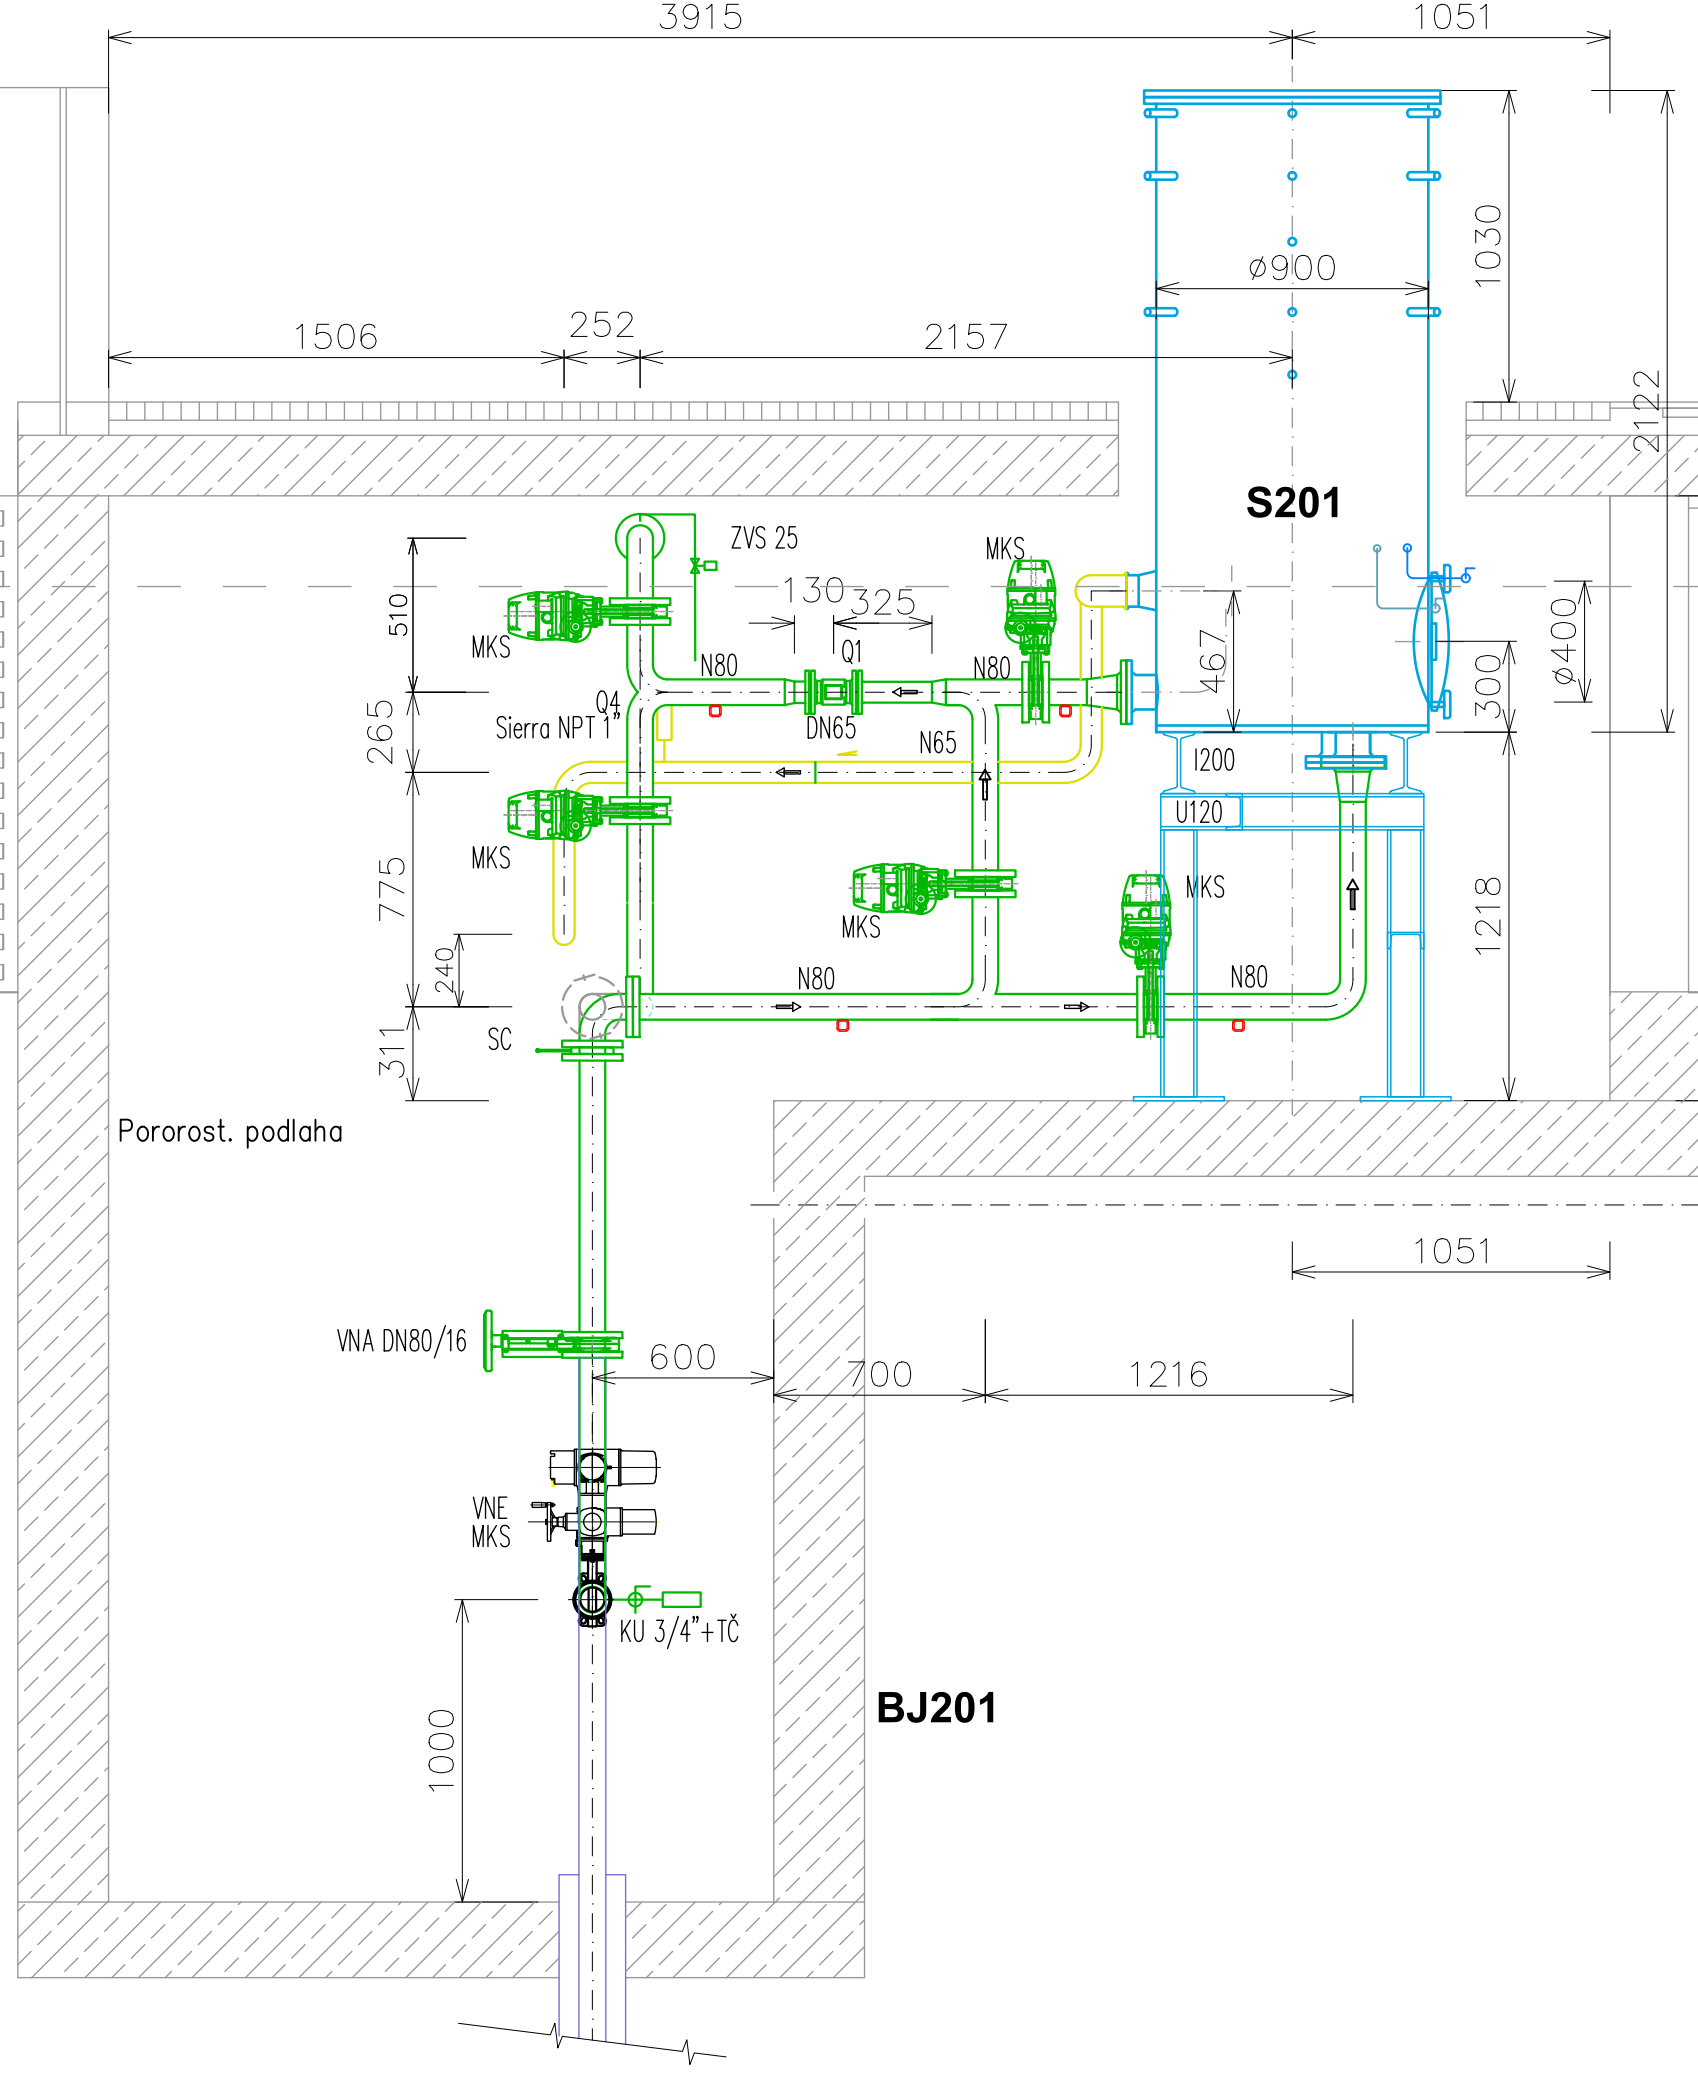 3915
1051
1030
ø900
1506
252
2157
2122
S201
ZVS 25
MKS
510
130
325
Q1
MKS
N80
N80
467
ø400
300
Q4
Sierra NPT 1"
DN65
N65
265
I200
U120
MKS
775
MKS
MKS
1218
240
N80
N80
SC
311
Pororost. podlaha
1051
VNA DN80/16
600
700
1216
VNE
MKS
KU 3/4"+TČ
BJ201
1000